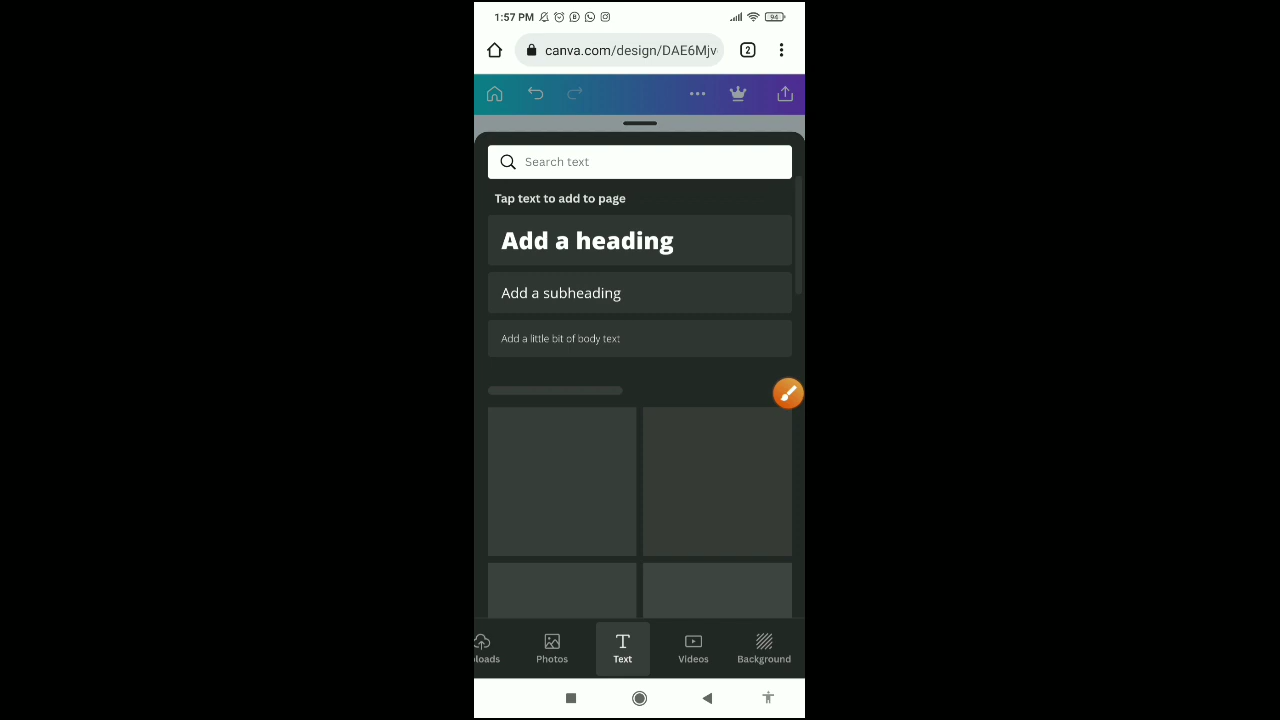 1:57 PM
94
canva.com/design/DAE6Mjv
2
Search text
Tap text to add to page
Add a heading
Add a subheading
Add a little bit of body text
loads
Photos
Text
Videos
Background